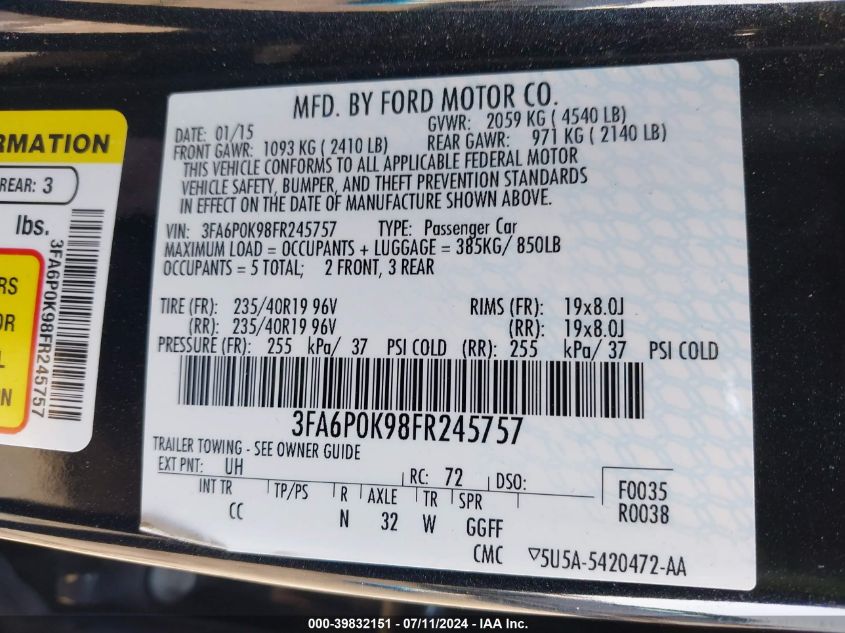 RMATION
REAR: 3
lbs.
3FA6P0K98FR245757
RS
OR
L
N
MFD. BY FORD MOTOR CO.
DATE: 01/15 GVWR: 2059 KG ( 4540 LB)
FRONT GAWR: 1093 KG ( 2410 LB) REAR GAWR: 971 KG ( 2140 LB)
THIS VEHICLE CONFORMS TO ALL APPLICABLE FEDERAL MOTOR
VEHICLE SAFETY, BUMPER, AND THEFT PREVENTION STANDARDS
IN EFFECT ON THE DATE OF MANUFACTURE SHOWN ABOVE.
VIN: 3FA6P0K98FR245757 TYPE: Passenger Car
MAXIMUM LOAD = OCCUPANTS + LUGGAGE = 385KG/ 850LB
OCCUPANTS = 5 TOTAL; 2 FRONT, 3 REAR
TIRE (FR): 235/40R19 96V RIMS (FR): 19x8.0J
(RR): 235/40R19 96V (RR): 19x8.0J
PRESSURE (FR): 255 kPa/ 37 PSI COLD (RR): 255 kPa/ 37 PSI COLD
3FA6P0K98FR245757
TRAILER TOWING - SEE OWNER GUIDE
EXT PNT: UH RC: 72 DSO:
INT TR TP/PS R AXLE TR SPR F0035
CC N 32 W GGFF R0038
CMC ▽5U5A-5420472-AA
000-39832151 - 07/11/2024 - IAA Inc.